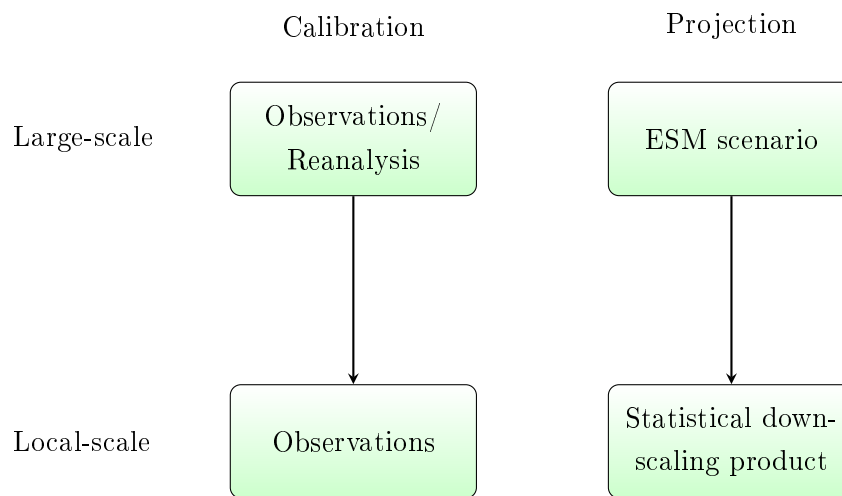 Calibration
Projection
Large-scale
Observations/
Reanalysis
ESM scenario
Local-scale
Observations
Statistical down-
scaling product